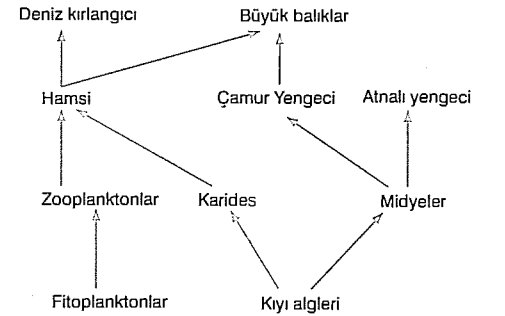 Deniz kırlangıcı Büyük balıklar
Hamsi Çamur Yengeci Atnalı yengeci
Zooplanktonlar Karides Midyeler
Fitoplanktonlar Kıyı algleri